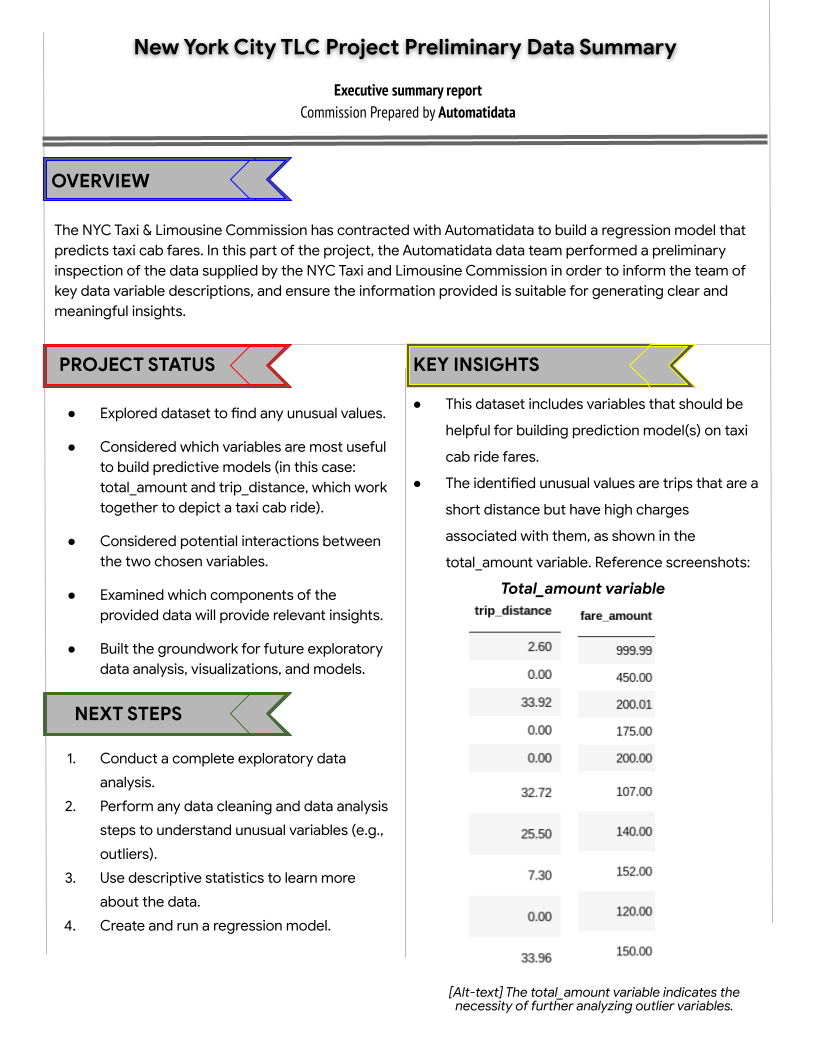 New York City TLC Project Preliminary Data Summary
Executive summary report
Commission Prepared by Automatidata
OVERVIEW
The NYC Taxi & Limousine Commission has contracted with Automatidata to build a regression model that
predicts taxi cab fares. In this part of the project, the Automatidata data team performed a preliminary
inspection of the data supplied by the NYC Taxi and Limousine Commission in order to inform the team of
key data variable descriptions, and ensure the information provided is suitable for generating clear and
meaningful insights.
PROJECT STATUS
● Explored dataset to find any unusual values.
● Considered which variables are most useful
to build predictive models (in this case:
total_amount and trip_distance, which work
together to depict a taxi cab ride).
● Considered potential interactions between
the two chosen variables.
● Examined which components of the
provided data will provide relevant insights.
● Built the groundwork for future exploratory
data analysis, visualizations, and models.
NEXT STEPS
1. Conduct a complete exploratory data
analysis.
2. Perform any data cleaning and data analysis
steps to understand unusual variables (e.g.,
outliers).
3. Use descriptive statistics to learn more
about the data.
4. Create and run a regression model.
KEY INSIGHTS
● This dataset includes variables that should be
helpful for building prediction model(s) on taxi
cab ride fares.
● The identified unusual values are trips that are a
short distance but have high charges
associated with them, as shown in the
total_amount variable. Reference screenshots:
Total_amount variable
trip_distance fare_amount
2.60 999.99
0.00 450.00
33.92 200.01
0.00 175.00
0.00 200.00
32.72 107.00
25.50 140.00
7.30 152.00
0.00 120.00
33.96 150.00
[Alt-text] The total_amount variable indicates the
necessity of further analyzing outlier variables.